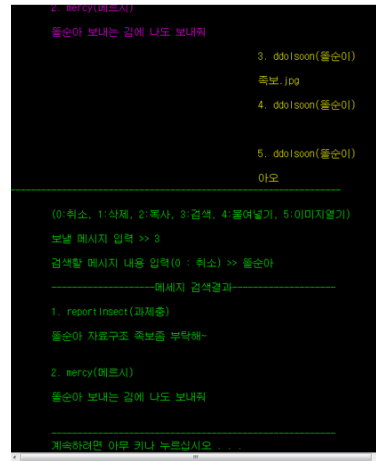 2. mercy(메르시)
똘순아 보내는 김에 나도 보내줘
3. ddolsoon(똘순이)
족보.jpg
4. ddolsoon(똘순이)
5. ddolsoon(똘순이)
아오
(0:취소, 1:삭제, 2:복사, 3:검색, 4:붙여넣기, 5:이미지열기)
보낼 메시지 입력 >> 3
검색할 메시지 내용 입력(0 : 취소) >> 똘순아
--------------------메세지 검색결과--------------------
1. reportInsect(과제충)
똘순아 자료구조 족보좀 부탁해~
2. mercy(메르시)
똘순아 보내는 김에 나도 보내줘
계속하려면 아무 키나 누르십시오 . . .